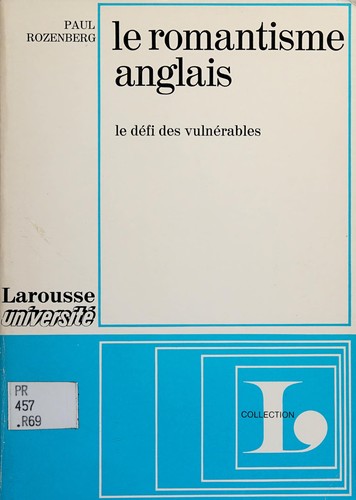 PAUL
ROZENBERG
le romantisme
anglais
le défi des vulnérables
Larousse
université
PR
457
.R69
COLLECTION
L